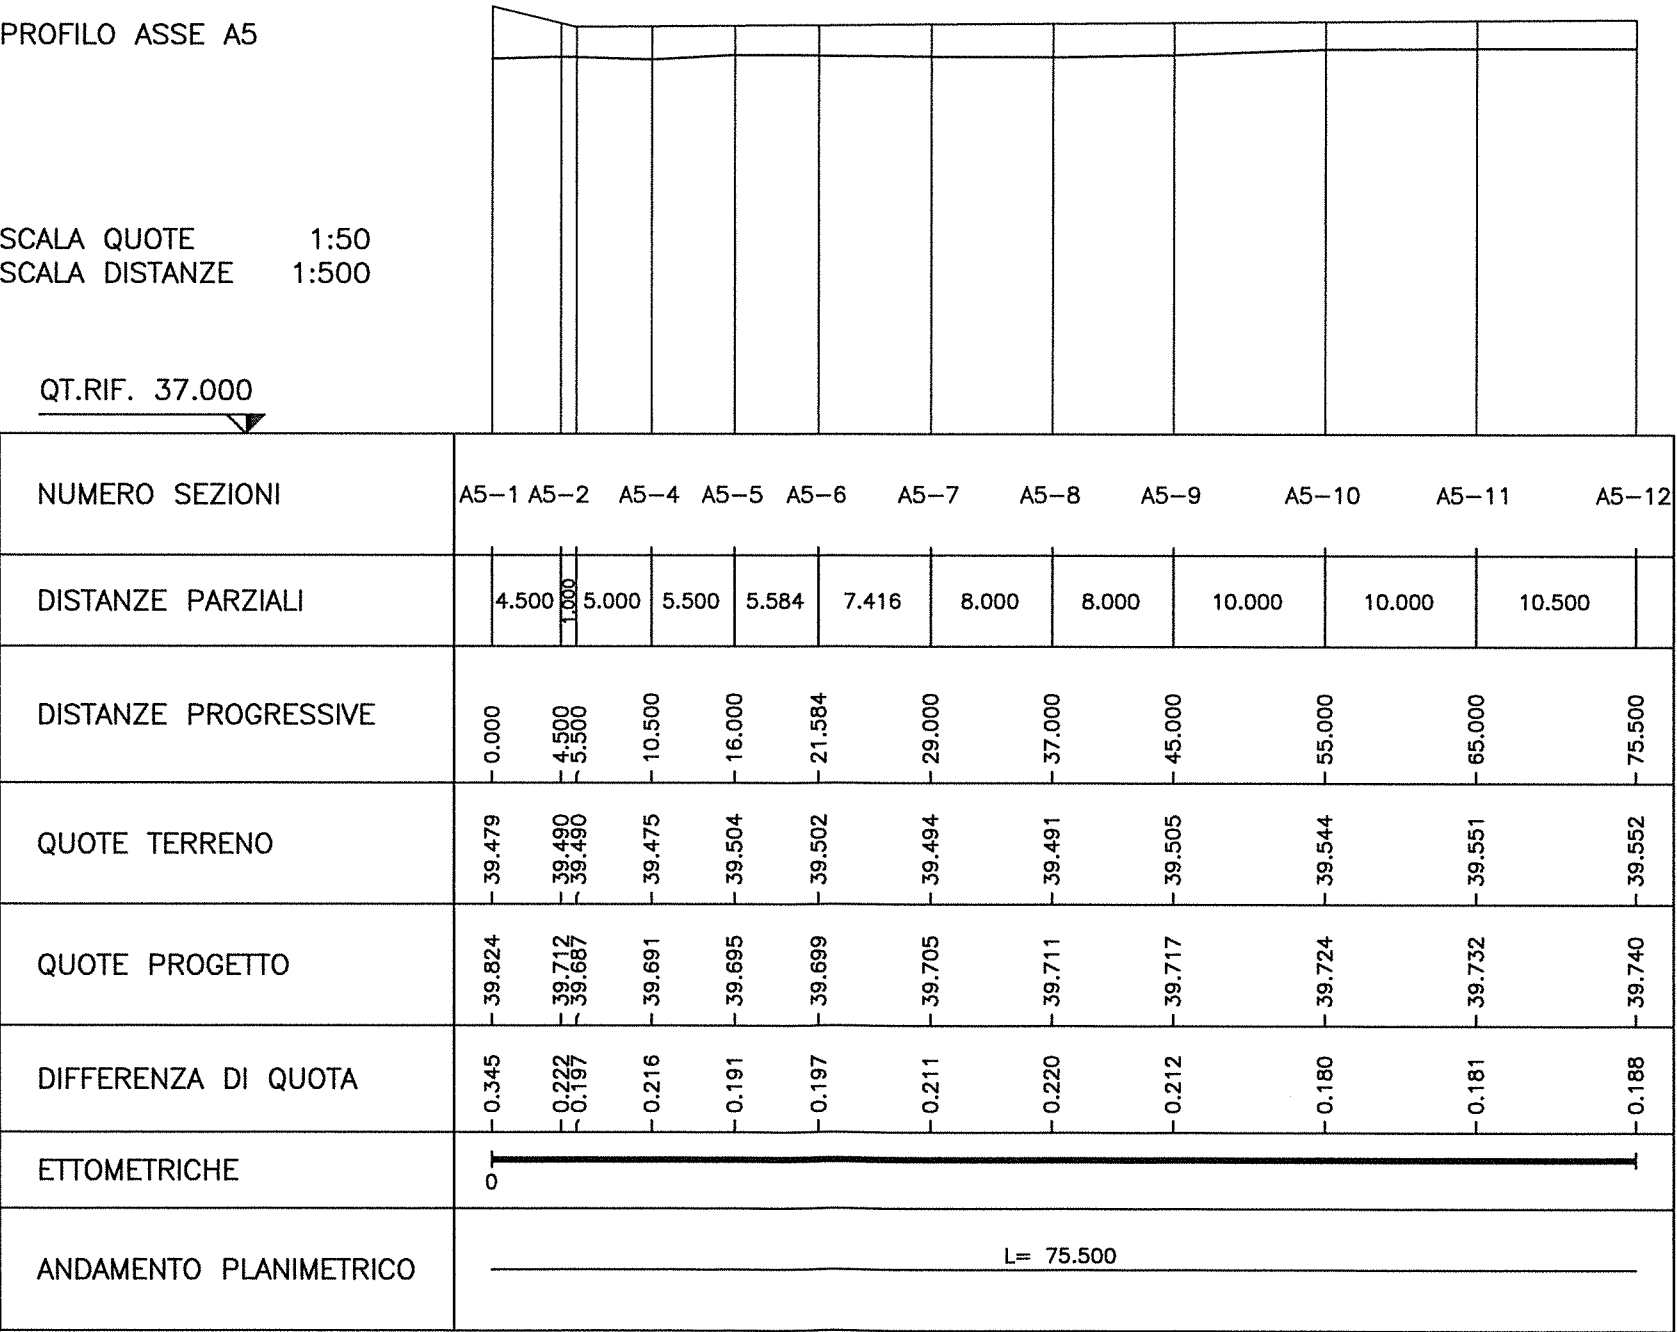 PROFILO ASSE A5
SCALA QUOTE 1:50
SCALA DISTANZE 1:500
QT.RIF. 37.000
NUMERO SEZIONI A5-1 A5-2 A5-4 A5-5 A5-6 A5-7 A5-8 A5-9 A5-10 A5-11 A5-12
DISTANZE PARZIALI 4.500 1.000 5.000 5.500 5.584 7.416 8.000 8.000 10.000 10.000 10.500
DISTANZE PROGRESSIVE 0.000 4.500 5.500 10.500 16.000 21.584 29.000 37.000 45.000 55.000 65.000 75.500
QUOTE TERRENO 39.479 39.490 39.490 39.475 39.504 39.502 39.494 39.491 39.505 39.544 39.551 39.552
QUOTE PROGETTO 39.824 39.712 39.687 39.691 39.695 39.699 39.705 39.711 39.717 39.724 39.732 39.740
DIFFERENZA DI QUOTA 0.345 0.222 0.197 0.216 0.191 0.197 0.211 0.220 0.212 0.180 0.181 0.188
ETTOMETRICHE 0
ANDAMENTO PLANIMETRICO L= 75.500